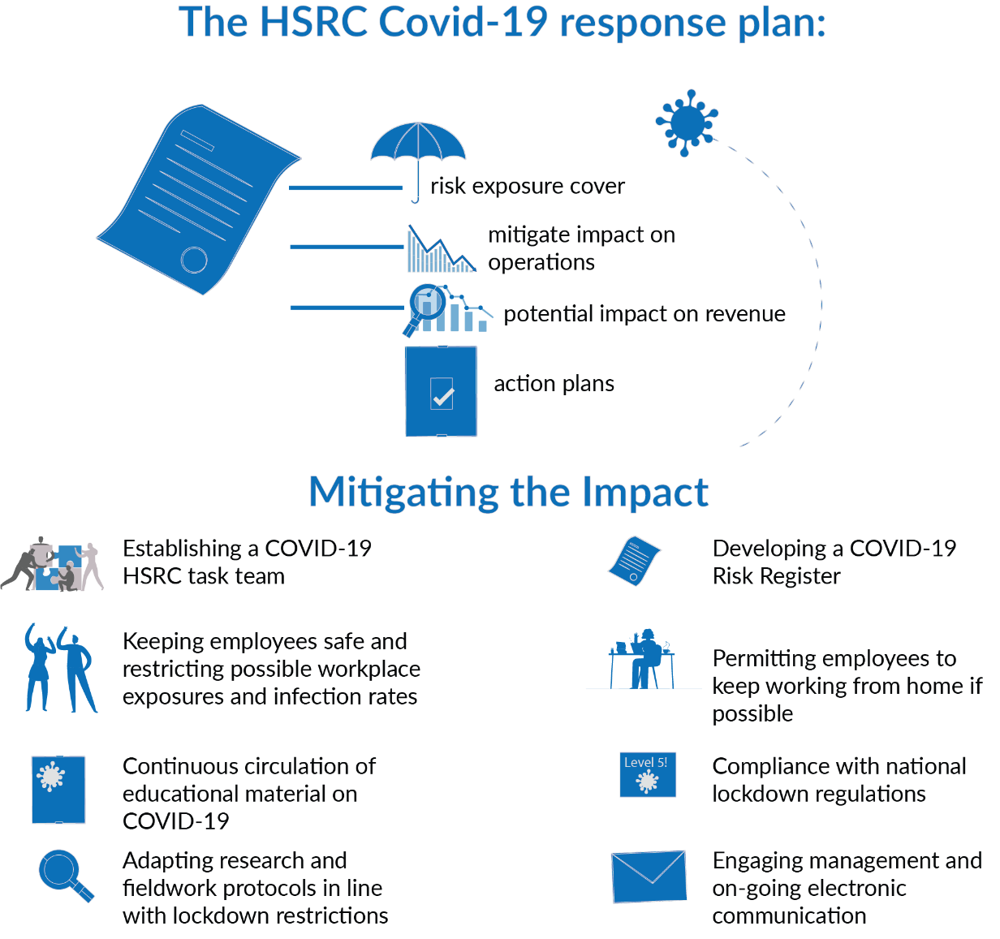 The HSRC Covid-19 response plan:
risk exposure cover
mitigate impact on
operations
potential impact on revenue
action plans
Mitigating the Impact
Establishing a COVID-19
HSRC task team
Developing a COVID-19
Risk Register
Keeping employees safe and
restricting possible workplace
exposures and infection rates
Permitting employees to
keep working from home if
possible
Continuous circulation of
educational material on
COVID-19
Level 5!
Compliance with national
lockdown regulations
Adapting research and
fieldwork protocols in line
with lockdown restrictions
Engaging management and
on-going electronic
communication